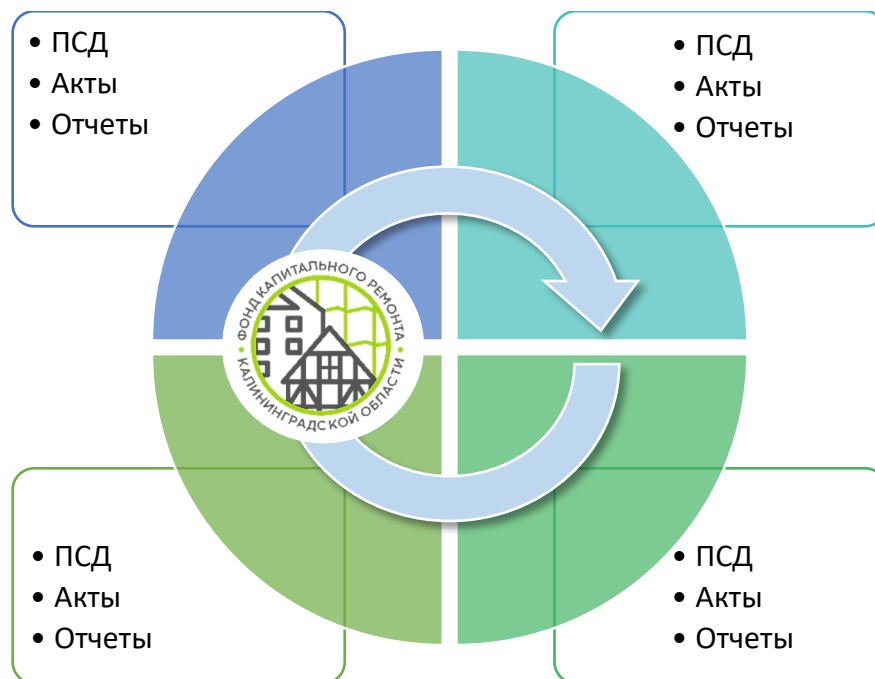 • ПСД
• Акты
• Отчеты
• ПСД
• Акты
• Отчеты
ФОНД КАПИТАЛЬНОГО РЕМОНТА
• КАЛИНИНГРАДСКОЙ ОБЛАСТИ •
• ПСД
• Акты
• Отчеты
• ПСД
• Акты
• Отчеты